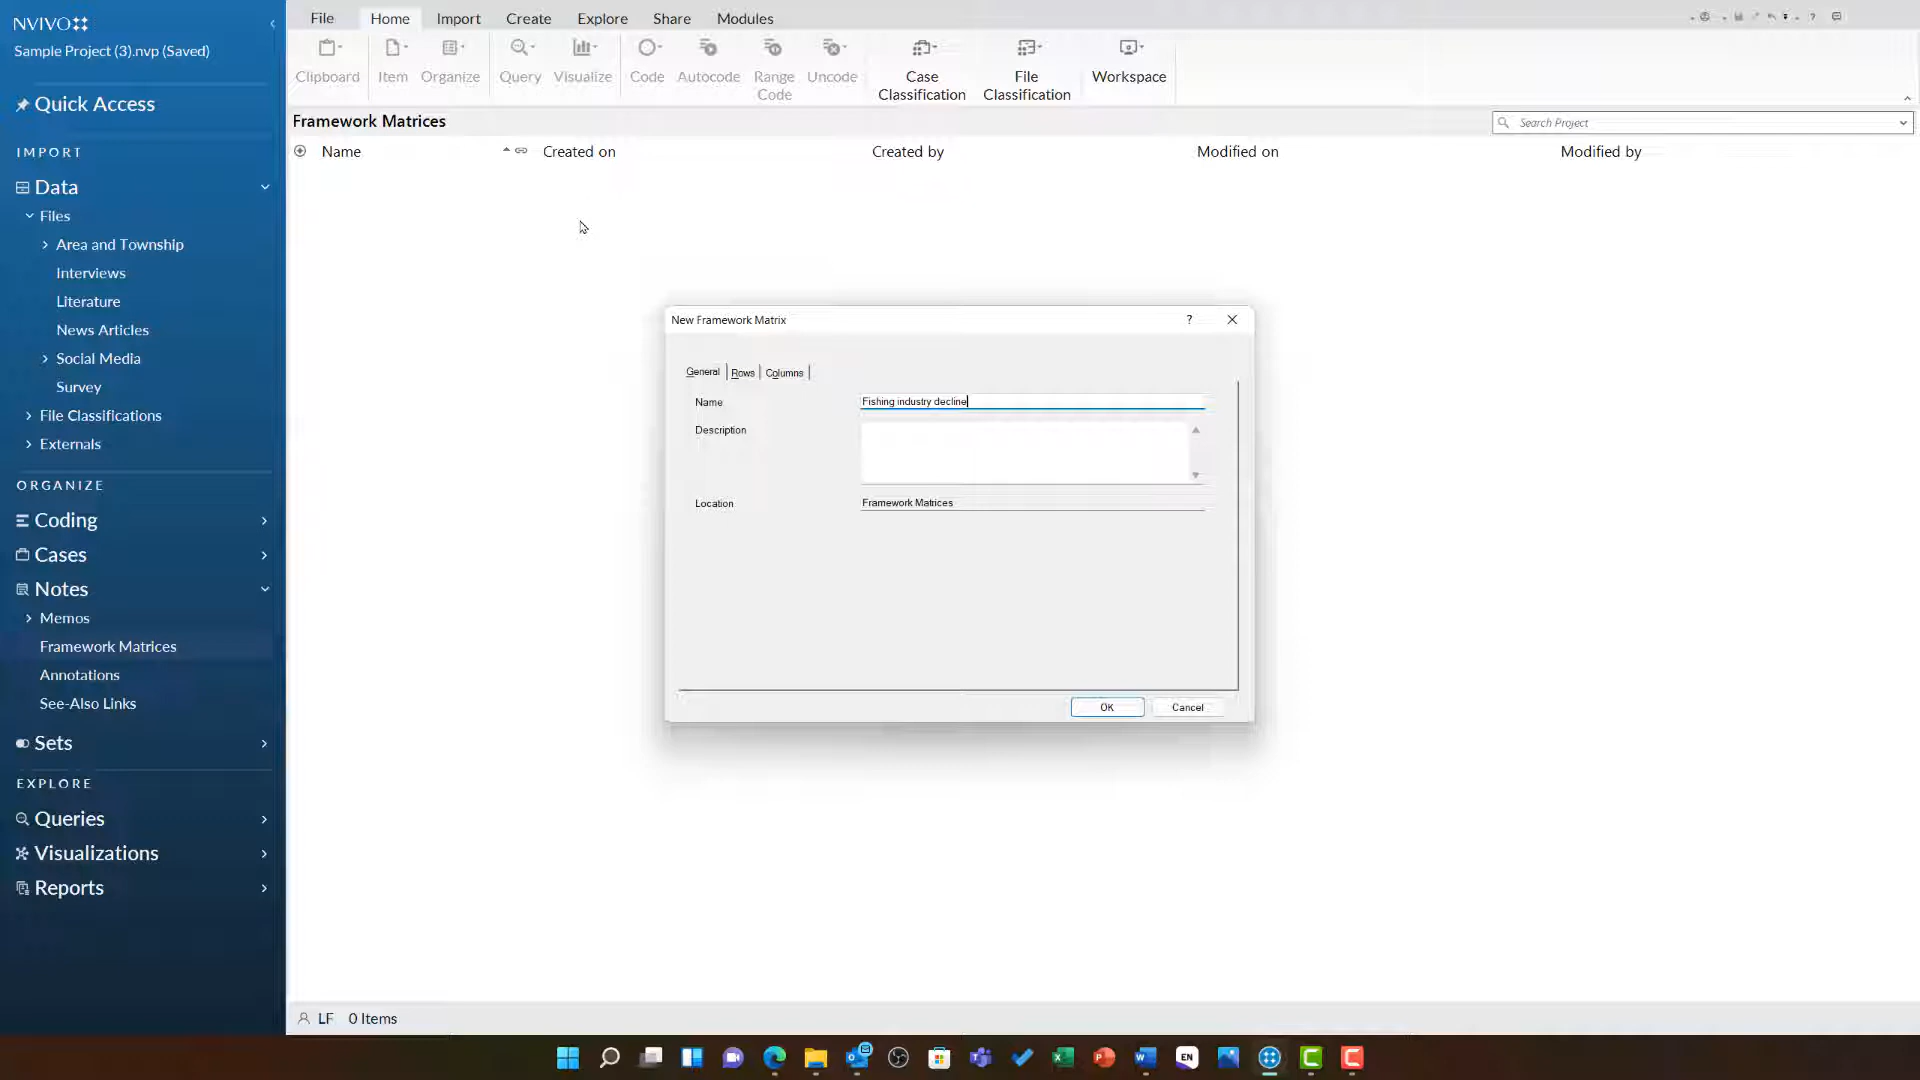 NVIVO
Sample Project (3).nvp (Saved)
Quick Access
IMPORT
Data
Files
Area and Township
Interviews
Literature
News Articles
Social Media
Survey
File Classifications
Externals
ORGANIZE
Coding
Cases
Notes
Memos
Framework Matrices
Annotations
See-Also Links
Sets
EXPLORE
Queries
Visualizations
Reports
File Home Import Create Explore Share Modules
Clipboard Item Organize Query Visualize Code Autocode Range Code Uncode Case Classification File Classification Workspace
Framework Matrices
Search Project
Name Created on Created by Modified on Modified by
New Framework Matrix ?
General Rows Columns
Name Fishing industry decline
Description
Location Framework Matrices
OK Cancel
LF 0 Items
EN